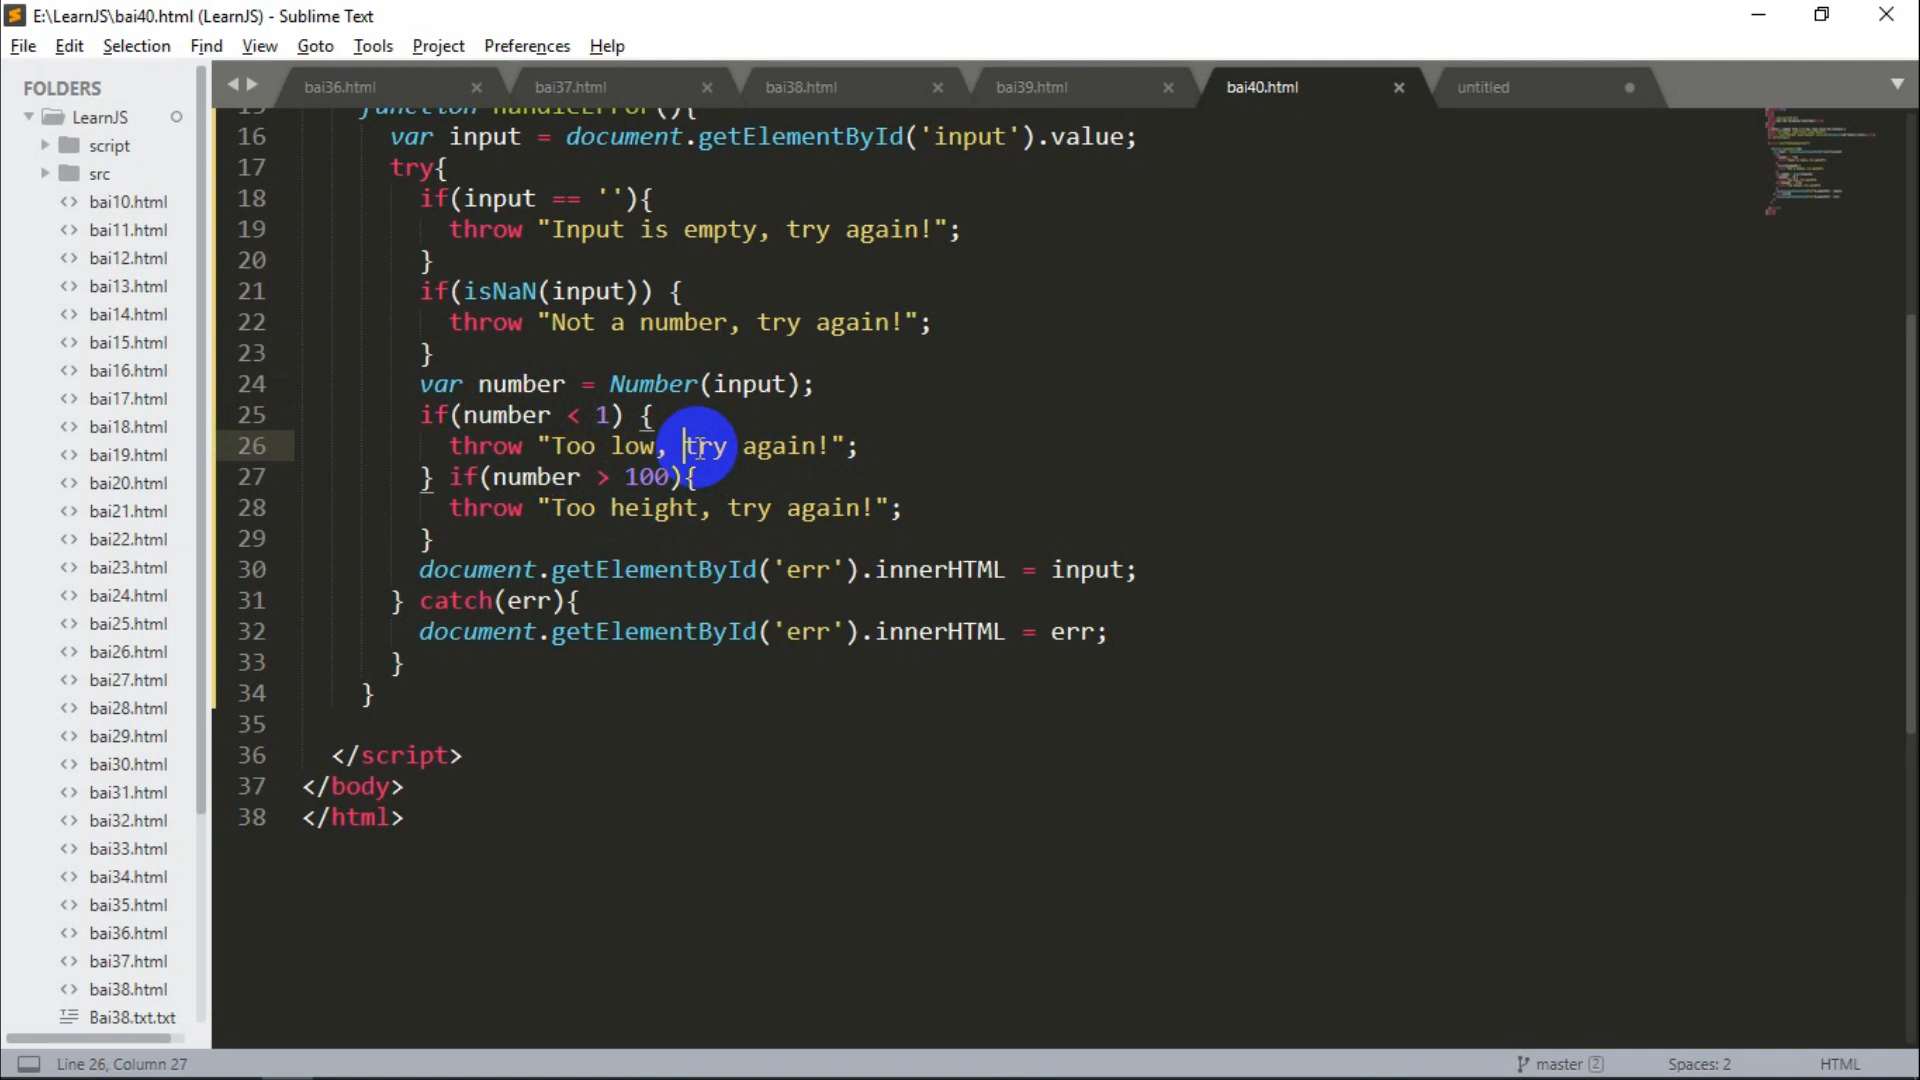 E:\LearnJS\bai40.html (LearnJS) - Sublime Text
File Edit Selection Find View Goto Tools Project Preferences Help
FOLDERS
LearnJS
script
src
bai10.html
bai11.html
bai12.html
bai13.html
bai14.html
bai15.html
bai16.html
bai17.html
bai18.html
bai19.html
bai20.html
bai21.html
bai22.html
bai23.html
bai24.html
bai25.html
bai26.html
bai27.html
bai28.html
bai29.html
bai30.html
bai31.html
bai32.html
bai33.html
bai34.html
bai35.html
bai36.html
bai37.html
bai38.html
Bai38.txt.txt
bai36.html bai37.html bai38.html bai39.html bai40.html untitled
15 function handleError(){
16 var input = document.getElementById('input').value;
17 try{
18 if(input == ''){
19 throw "Input is empty, try again!";
20 }
21 if(isNaN(input)) {
22 throw "Not a number, try again!";
23 }
24 var number = Number(input);
25 if(number < 1) {
26 throw "Too low, try again!";
27 } if(number > 100){
28 throw "Too height, try again!";
29 }
30 document.getElementById('err').innerHTML = input;
31 } catch(err){
32 document.getElementById('err').innerHTML = err;
33 }
34 }
35
36 </script>
37 </body>
38 </html>
Line 26, Column 27 master 2 Spaces: 2 HTML